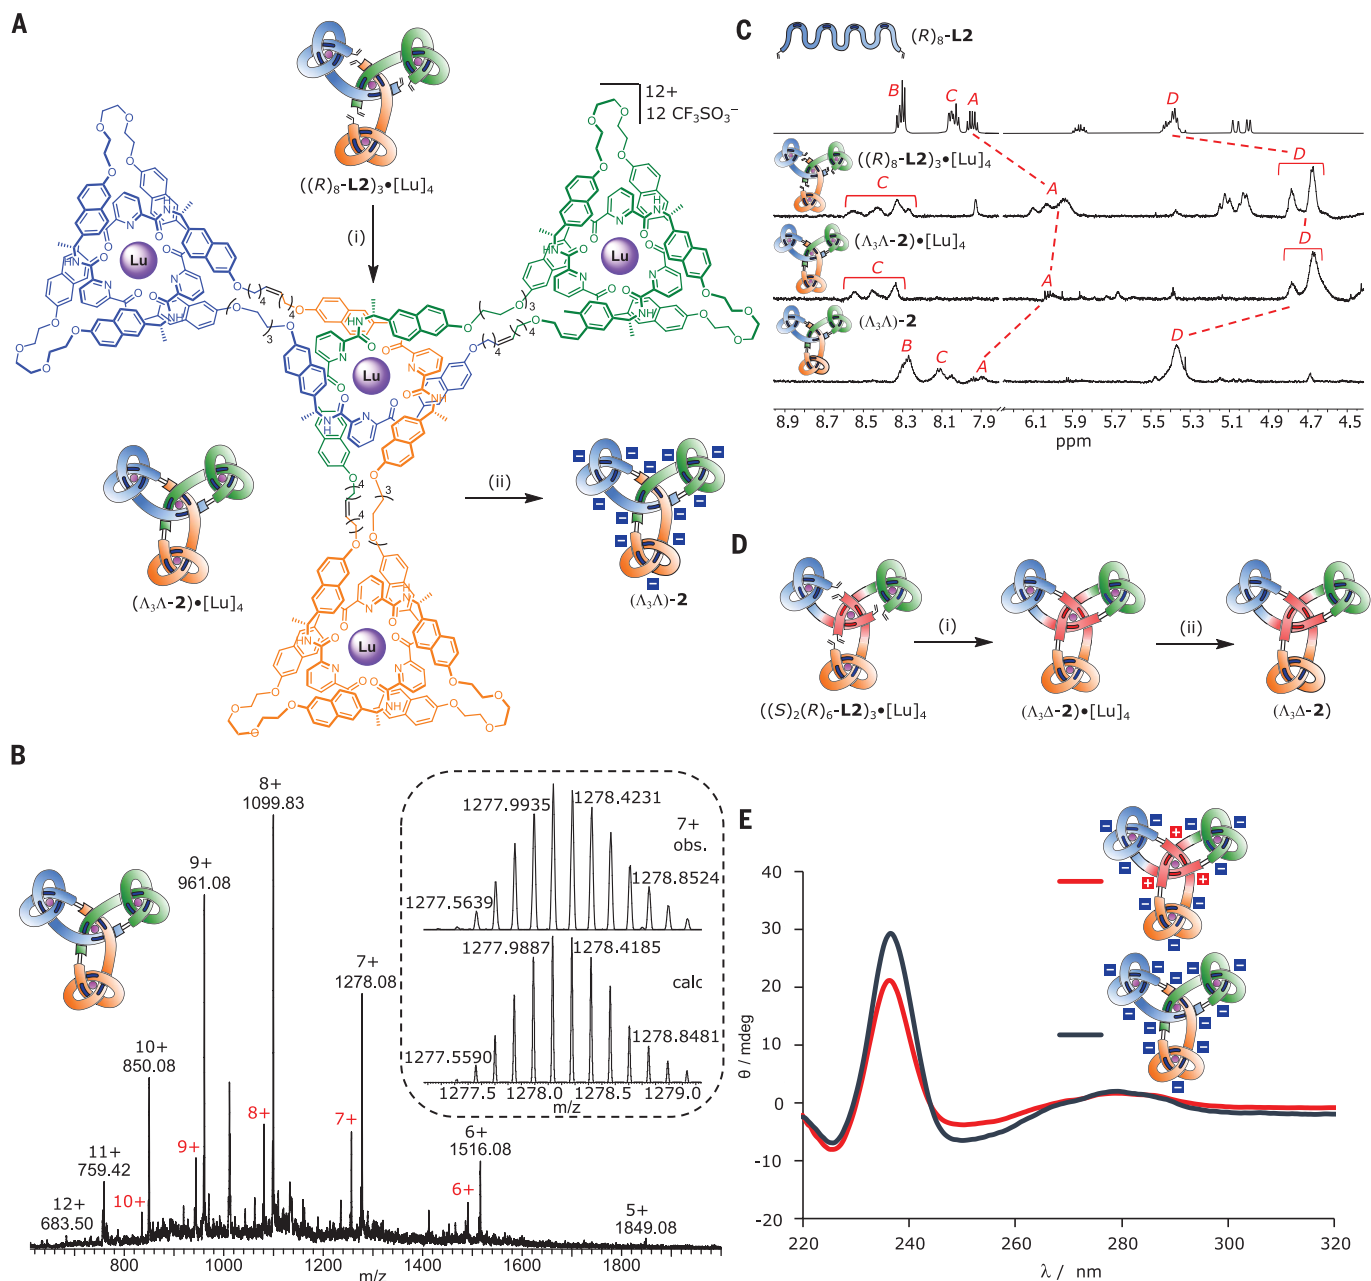 A
((R)₈-L2)₃•[Lu]₄
(i)
12+
12 CF₃SO₃⁻
Lu
Lu
Lu
Lu
(Λ₃Λ-2)•[Lu]₄
(ii)
(Λ₃Λ)-2
B
12+
683.50
11+
759.42
10+
10+
850.08
9+
9+
961.08
8+
8+
1099.83
7+
7+
1278.08
6+
6+
1516.08
5+
1849.08
1277.9935
1278.4231
7+
obs.
1278.8524
1277.5639
1277.9887
1278.4185
calc
1278.8481
1277.5590
1277.5 1278.0 1278.5 1279.0
m/z
800 1000 1200 1400 1600 1800
m/z
C
(R)₈-L2
B C A D
((R)₈-L2)₃•[Lu]₄
C A D
(Λ₃Λ-2)•[Lu]₄
C A D
(Λ₃Λ)-2
B C A D
8.9 8.7 8.5 8.3 8.1 7.9 6.1 5.9 5.7 5.5 5.3 5.1 4.9 4.7 4.5
ppm
D
(i)
(ii)
((S)₂(R)₆-L2)₃•[Lu]₄
(Λ₃Δ-2)•[Lu]₄
(Λ₃Δ-2)
E
θ / mdeg
40
30
20
10
0
-10
-20
220 240 260 280 300 320
λ / nm